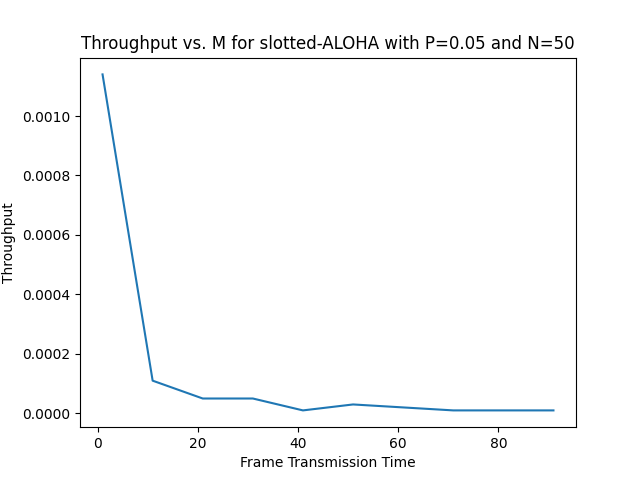 Throughput vs. M for slotted-ALOHA with P=0.05 and N=50
0.0010
0.0008
0.0006
0.0004
0.0002
0.0000
Throughput
0 20 40 60 80
Frame Transmission Time